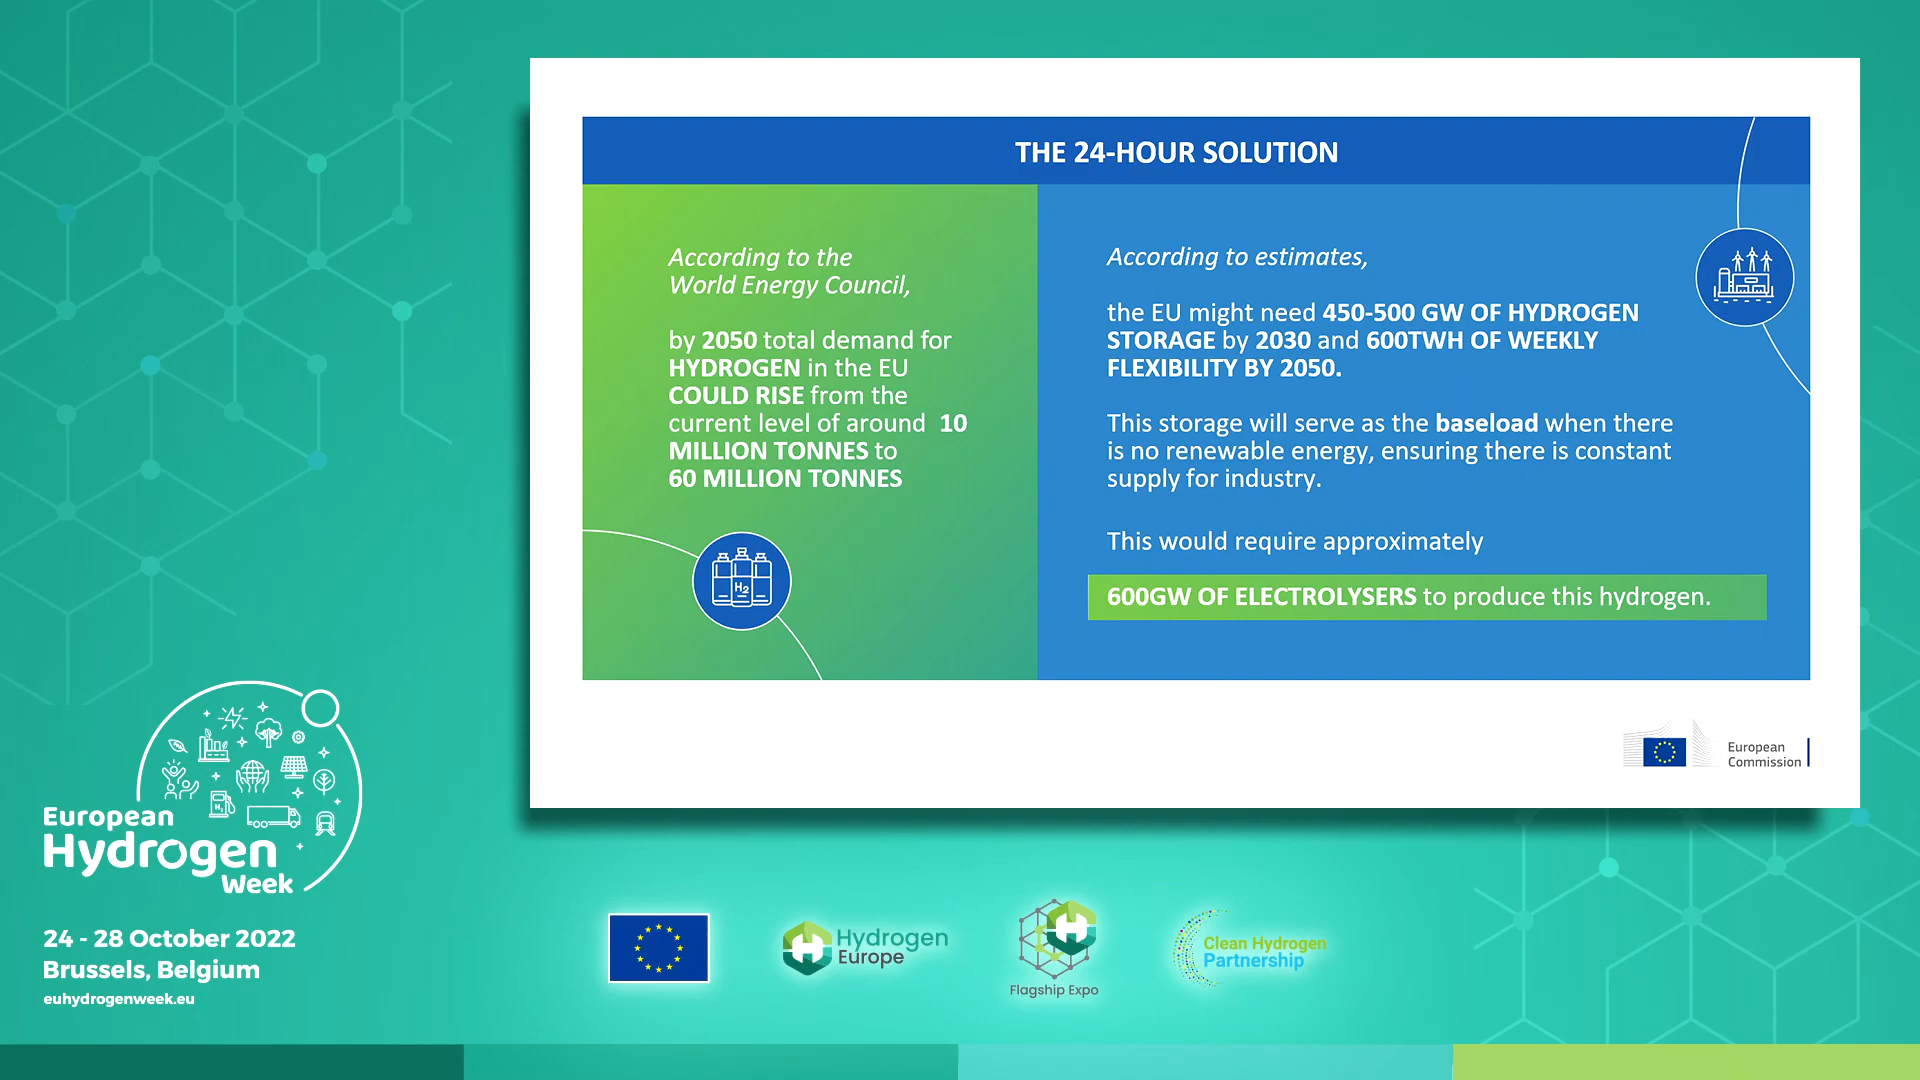 THE 24-HOUR SOLUTION
According to the
World Energy Council,
by 2050 total demand for
HYDROGEN in the EU
COULD RISE from the
current level of around 10
MILLION TONNES to
60 MILLION TONNES
H2
According to estimates,
the EU might need 450-500 GW OF HYDROGEN
STORAGE by 2030 and 600TWH OF WEEKLY
FLEXIBILITY BY 2050.
This storage will serve as the baseload when there
is no renewable energy, ensuring there is constant
supply for industry.
This would require approximately
600GW OF ELECTROLYSERS to produce this hydrogen.
European
Commission
European
Hydrogen
Week
24 - 28 October 2022
Brussels, Belgium
euhydrogenweek.eu
Hydrogen
Europe
Flagship Expo
Clean Hydrogen
Partnership